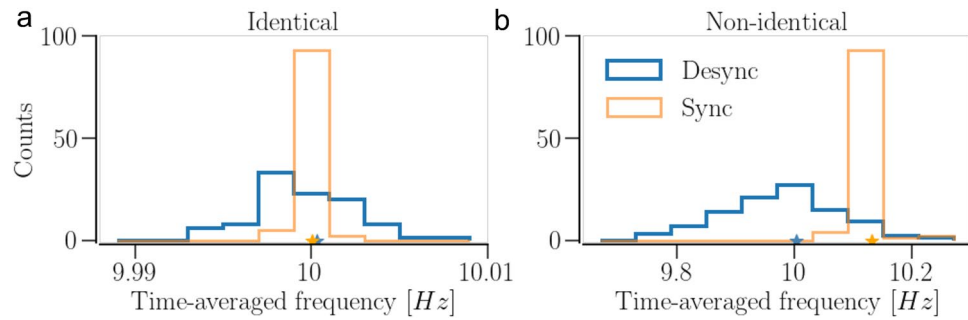 a
Identical
100
50
0
Counts
9.99
10
10.01
Time-averaged frequency [Hz]
b
Non-identical
100
50
0
Desync
Sync
9.8
10
10.2
Time-averaged frequency [Hz]